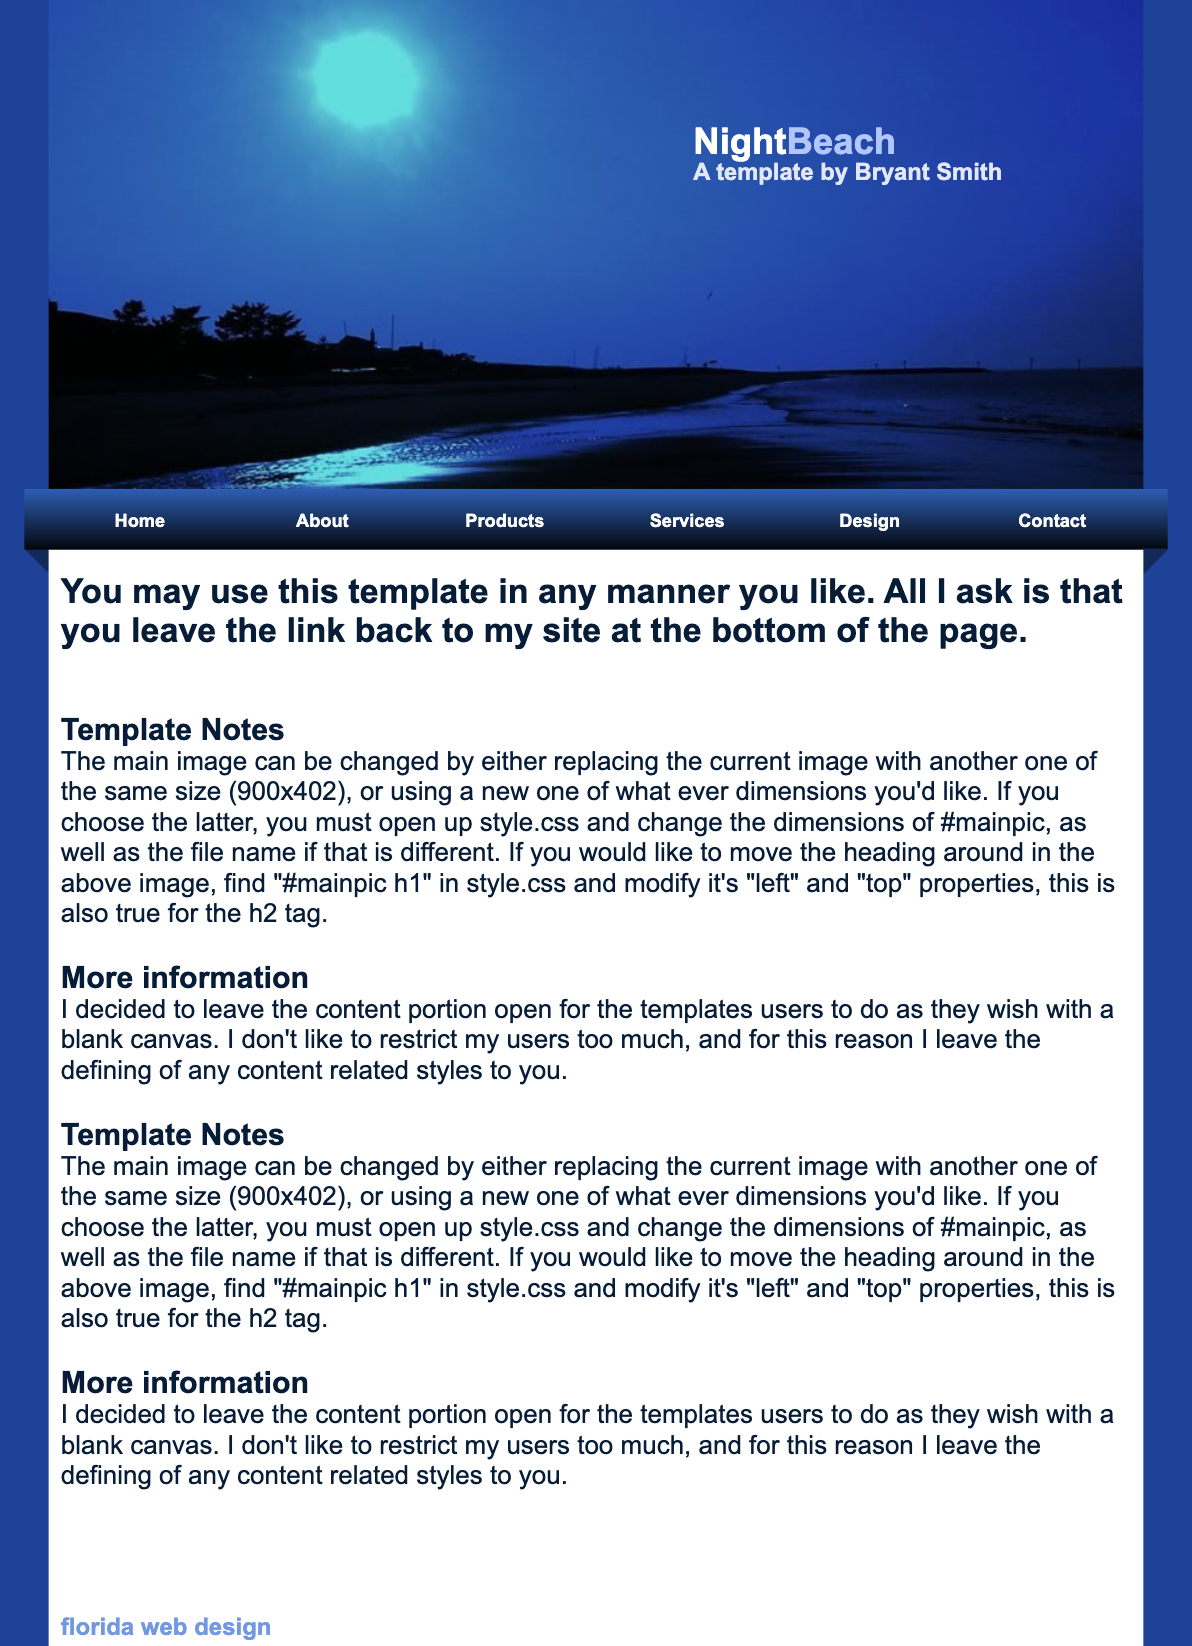 NightBeach
A template by Bryant Smith
Home About Products Services Design Contact
You may use this template in any manner you like. All I ask is that
you leave the link back to my site at the bottom of the page.
Template Notes
The main image can be changed by either replacing the current image with another one of
the same size (900x402), or using a new one of what ever dimensions you'd like. If you
choose the latter, you must open up style.css and change the dimensions of #mainpic, as
well as the file name if that is different. If you would like to move the heading around in the
above image, find "#mainpic h1" in style.css and modify it's "left" and "top" properties, this is
also true for the h2 tag.
More information
I decided to leave the content portion open for the templates users to do as they wish with a
blank canvas. I don't like to restrict my users too much, and for this reason I leave the
defining of any content related styles to you.
Template Notes
The main image can be changed by either replacing the current image with another one of
the same size (900x402), or using a new one of what ever dimensions you'd like. If you
choose the latter, you must open up style.css and change the dimensions of #mainpic, as
well as the file name if that is different. If you would like to move the heading around in the
above image, find "#mainpic h1" in style.css and modify it's "left" and "top" properties, this is
also true for the h2 tag.
More information
I decided to leave the content portion open for the templates users to do as they wish with a
blank canvas. I don't like to restrict my users too much, and for this reason I leave the
defining of any content related styles to you.
florida web design